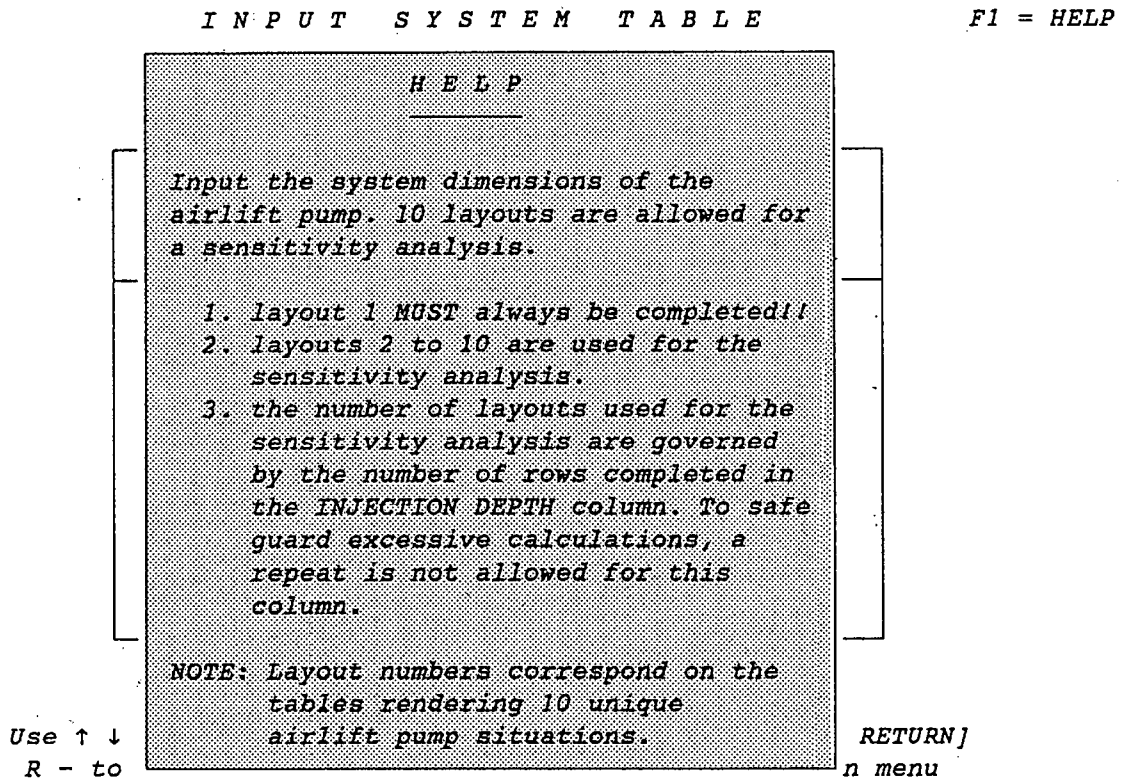 I N P U T   S Y S T E M   T A B L E   F1 = HELP
H E L P
Input the system dimensions of the
airlift pump. 10 layouts are allowed for
a sensitivity analysis.
1. layout 1 MUST always be completed!!
2. layouts 2 to 10 are used for the
sensitivity analysis.
3. the number of layouts used for the
sensitivity analysis are governed
by the number of rows completed in
the INJECTION DEPTH column. To safe
guard excessive calculations, a
repeat is not allowed for this
column.
NOTE: Layout numbers correspond on the
tables rendering 10 unique
airlift pump situations.
Use ↑ ↓ RETURN]
R - to n menu